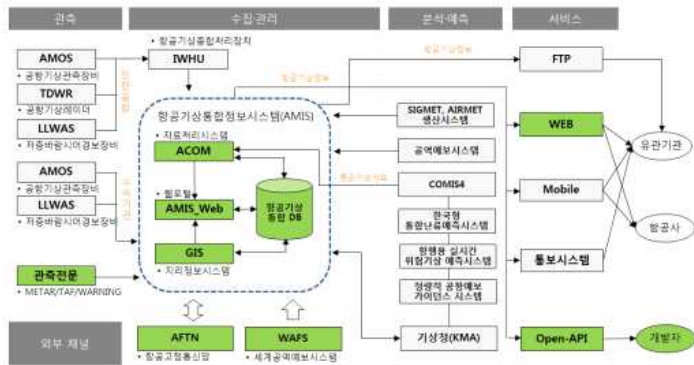 관측
수집·관리
분석·예측
서비스
AMOS
• 공항기상관측장비
TDWR
• 공항기상레이더
LLWAS
• 저층바람시어경보장비
AMOS
• 공항기상관측장비
LLWAS
• 저층바람시어경보장비
관측전문
• METAR/TAF/WARNING
외부 채널
• 항공기상종합처리장치
IWHU
항공기상통합정보시스템(AMIS)
• 자료처리시스템
ACOM
• 웹포털
AMIS_Web
GIS
• 지리정보시스템
항공기상
통합 DB
AFTN
• 항공고정통신망
WAFS
• 세계공역예보시스템
항공기상정보
SIGMET, AIRMET
생산시스템
공역예보시스템
COMIS4
한국형
통합난류예측시스템
항행용 실시간
위험기상 예측시스템
정량적 공항예보
가이던스 시스템
기상청(KMA)
FTP
WEB
Mobile
통보시스템
Open-API
유관기관
항공사
개발자